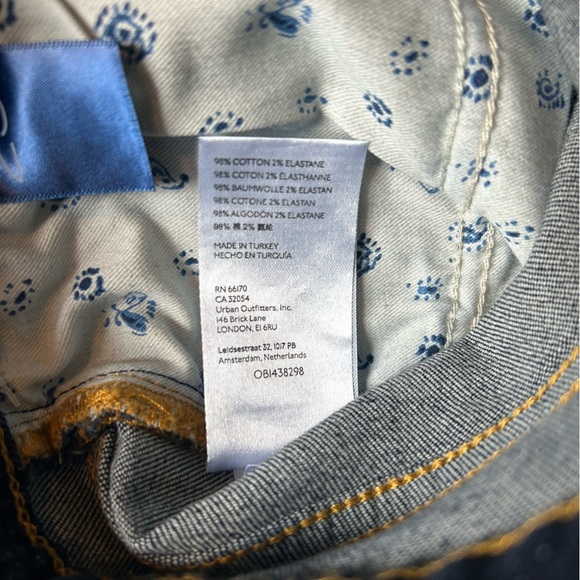 98% COTTON 2% ELASTANE
98% COTON 2% ÉLASTHANNE
98% BAUMWOLLE 2% ELASTAN
98% COTONE 2% ELASTAN
98% ALGODÓN 2% ELASTANE
98% 棉 2% 氨紗
MADE IN TURKEY
HECHO EN TURQUÍA
RN 66170
CA 32054
Urban Outfitters, Inc.
146 Brick Lane
LONDON, E1 6RU
Leidsestraat 32, 1017 PB
Amsterdam, Netherlands
OB1438298